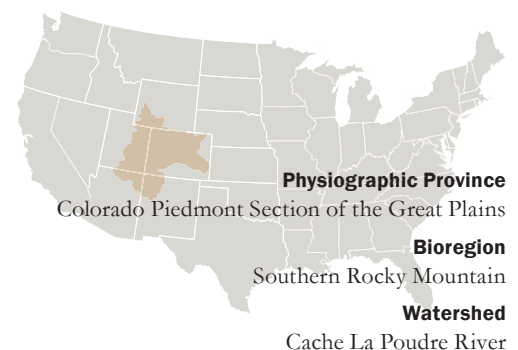 Physiographic Province
Colorado Piedmont Section of the Great Plains
Bioregion
Southern Rocky Mountain
Watershed
Cache La Poudre River